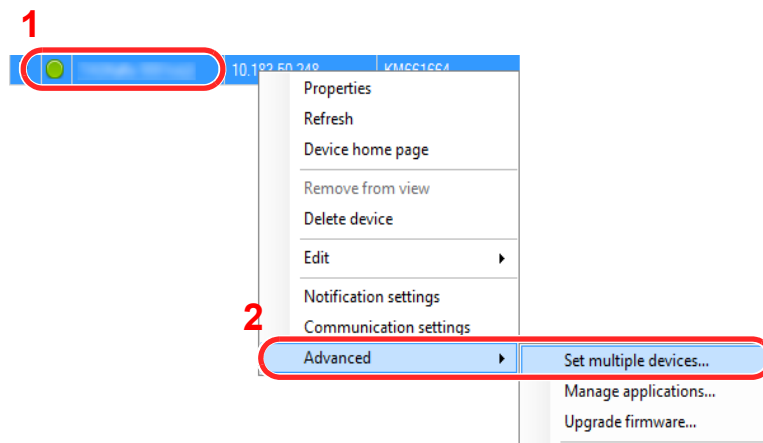 1
10.183.50.248 KM661664
Properties
Refresh
Device home page
Remove from view
Delete device
Edit
Notification settings
2
Communication settings
Advanced
Set multiple devices...
Manage applications...
Upgrade firmware...